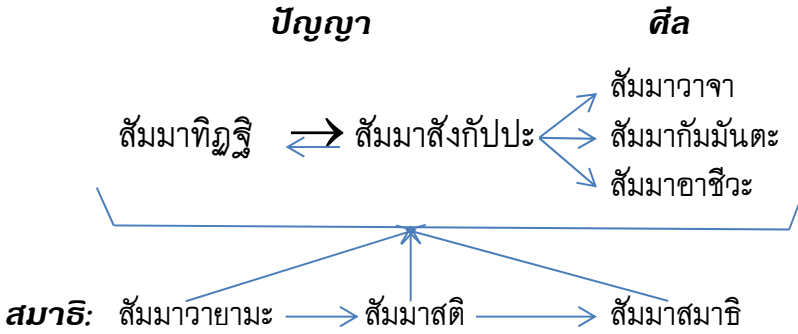 ปัญญา ศีล
สัมมาวาจา
สัมมาทิฏฐิ สัมมาสังกัปปะ สัมมากัมมันตะ
สัมมาอาชีวะ
สมาธิ: สัมมาวายามะ สัมมาสติ สัมมาสมาธิ